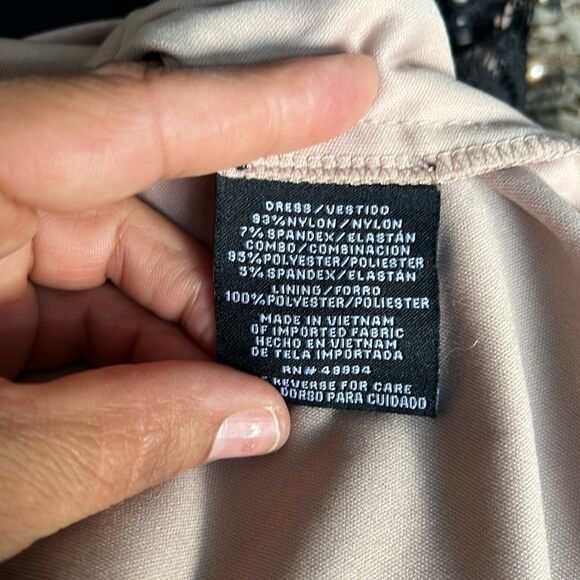 DRESS/VESTIDO
93%NYLON/NYLON
7%SPANDEX/ELASTÁN
COMBO/COMBINACIÓN
95%POLYESTER/POLIESTER
5%SPANDEX/ELASTÁN
LINING/FORRO
100%POLYESTER/POLIESTER
MADE IN VIETNAM
OF IMPORTED FABRIC
HECHO EN VIETNAM
DE TELA IMPORTADA
RN# 49994
REVERSE FOR CARE
DORSO PARA CUIDADO